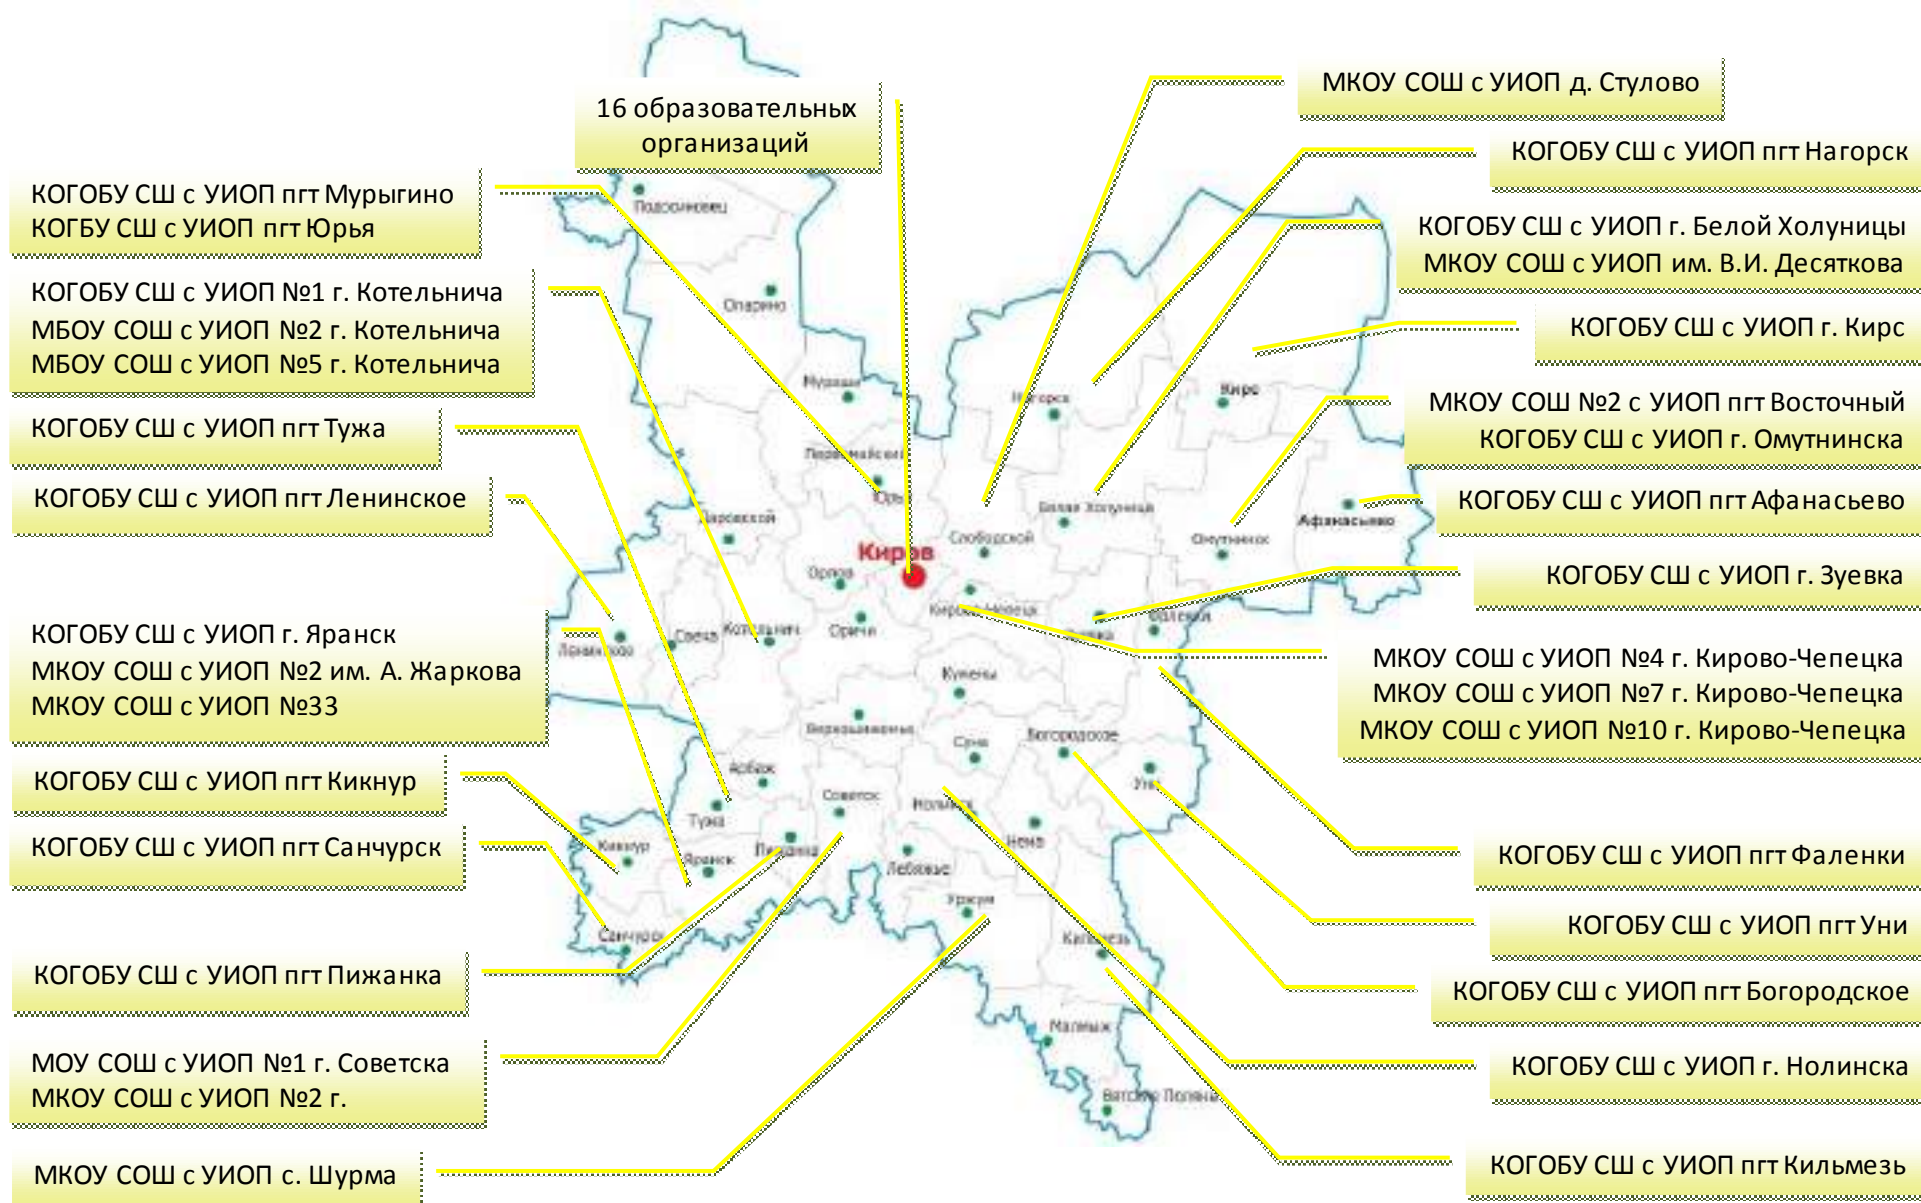 16 образовательных
организаций
МКОУ СОШ с УИОП д. Стулово
КОГОБУ СШ с УИОП пгт Нагорск
КОГОБУ СШ с УИОП пгт Мурыгино
КОГБУ СШ с УИОП пгт Юрья
КОГОБУ СШ с УИОП г. Белой Холуницы
МКОУ СОШ с УИОП им. В.И. Десяткова
КОГОБУ СШ с УИОП №1 г. Котельнича
МБОУ СОШ с УИОП №2 г. Котельнича
МБОУ СОШ с УИОП №5 г. Котельнича
КОГОБУ СШ с УИОП г. Кирс
КОГОБУ СШ с УИОП пгт Тужа
МКОУ СОШ №2 с УИОП пгт Восточный
КОГОБУ СШ с УИОП г. Омутнинска
КОГОБУ СШ с УИОП пгт Ленинское
КОГОБУ СШ с УИОП пгт Афанасьево
КОГОБУ СШ с УИОП г. Зуевка
КОГОБУ СШ с УИОП г. Яранск
МКОУ СОШ с УИОП №2 им. А. Жаркова
МКОУ СОШ с УИОП №33
МКОУ СОШ с УИОП №4 г. Кирово-Чепецка
МКОУ СОШ с УИОП №7 г. Кирово-Чепецка
МКОУ СОШ с УИОП №10 г. Кирово-Чепецка
КОГОБУ СШ с УИОП пгт Кикнур
КОГОБУ СШ с УИОП пгт Санчурск
КОГОБУ СШ с УИОП пгт Фаленки
КОГОБУ СШ с УИОП пгт Уни
КОГОБУ СШ с УИОП пгт Пижанка
КОГОБУ СШ с УИОП пгт Богородское
МОУ СОШ с УИОП №1 г. Советска
МКОУ СОШ с УИОП №2 г.
КОГОБУ СШ с УИОП г. Нолинска
МКОУ СОШ с УИОП с. Шурма
КОГОБУ СШ с УИОП пгт Кильмезь
Подосиновец
Опарино
Мураши
Нагорск
Кирс
Первомайский
Юрья
Белая Холуница
Афанасьево
Даровской
Слободской
Омутнинск
Киров
Орлов
Кирово-Чепецк
Фаленки
Ленинское
Свеча
Котельнич
Оричи
Зуевка
Кумены
Верхошижемье
Суна
Богородское
Арбаж
Уни
Советск
Нолинск
Тужа
Нема
Кикнур
Яранск
Пижанка
Лебяжье
Уржум
Санчурск
Кильмезь
Малмыж
Вятские Поляны